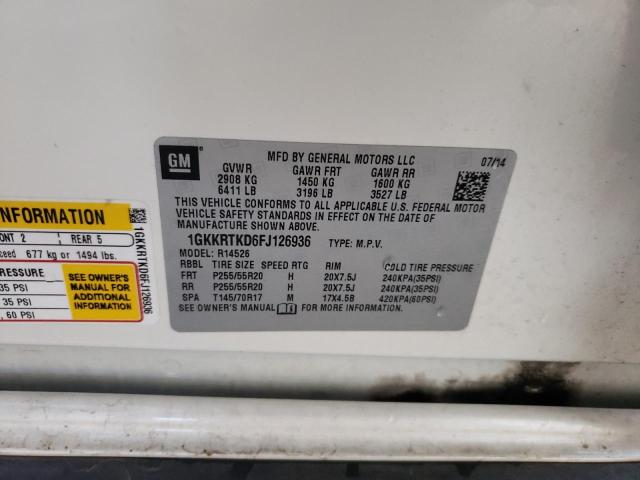 GM
MFD BY GENERAL MOTORS LLC 07/14
GVWR GAWR FRT GAWR RR
2908 KG 1450 KG 1600 KG
6411 LB 3196 LB 3527 LB
THIS VEHICLE CONFORMS TO ALL APPLICABLE U.S. FEDERAL MOTOR
VEHICLE SAFETY STANDARDS IN EFFECT ON THE DATE OF
MANUFACTURE SHOWN ABOVE.
1GKKRTKD6FJ126936 TYPE: M.P.V.
MODEL: R14526
RBBL TIRE SIZE SPEED RTG RIM COLD TIRE PRESSURE
FRT P255/55R20 H 20X7.5J 240KPA(35PSI)
RR P255/55R20 H 20X7.5J 240KPA(35PSI)
SPA T145/70R17 M 17X4.5B 420KPA(60PSI)
SEE OWNER'S MANUAL FOR MORE INFORMATION.
INFORMATION
ONT 2 REAR 5
ceed 677 kg or 1494 lbs.
RE
35 PSI
35 PSI
, 60 PSI
SEE OWNER'S
MANUAL FOR
ADDITIONAL
INFORMATION
1GKKRTKD6FJ126936